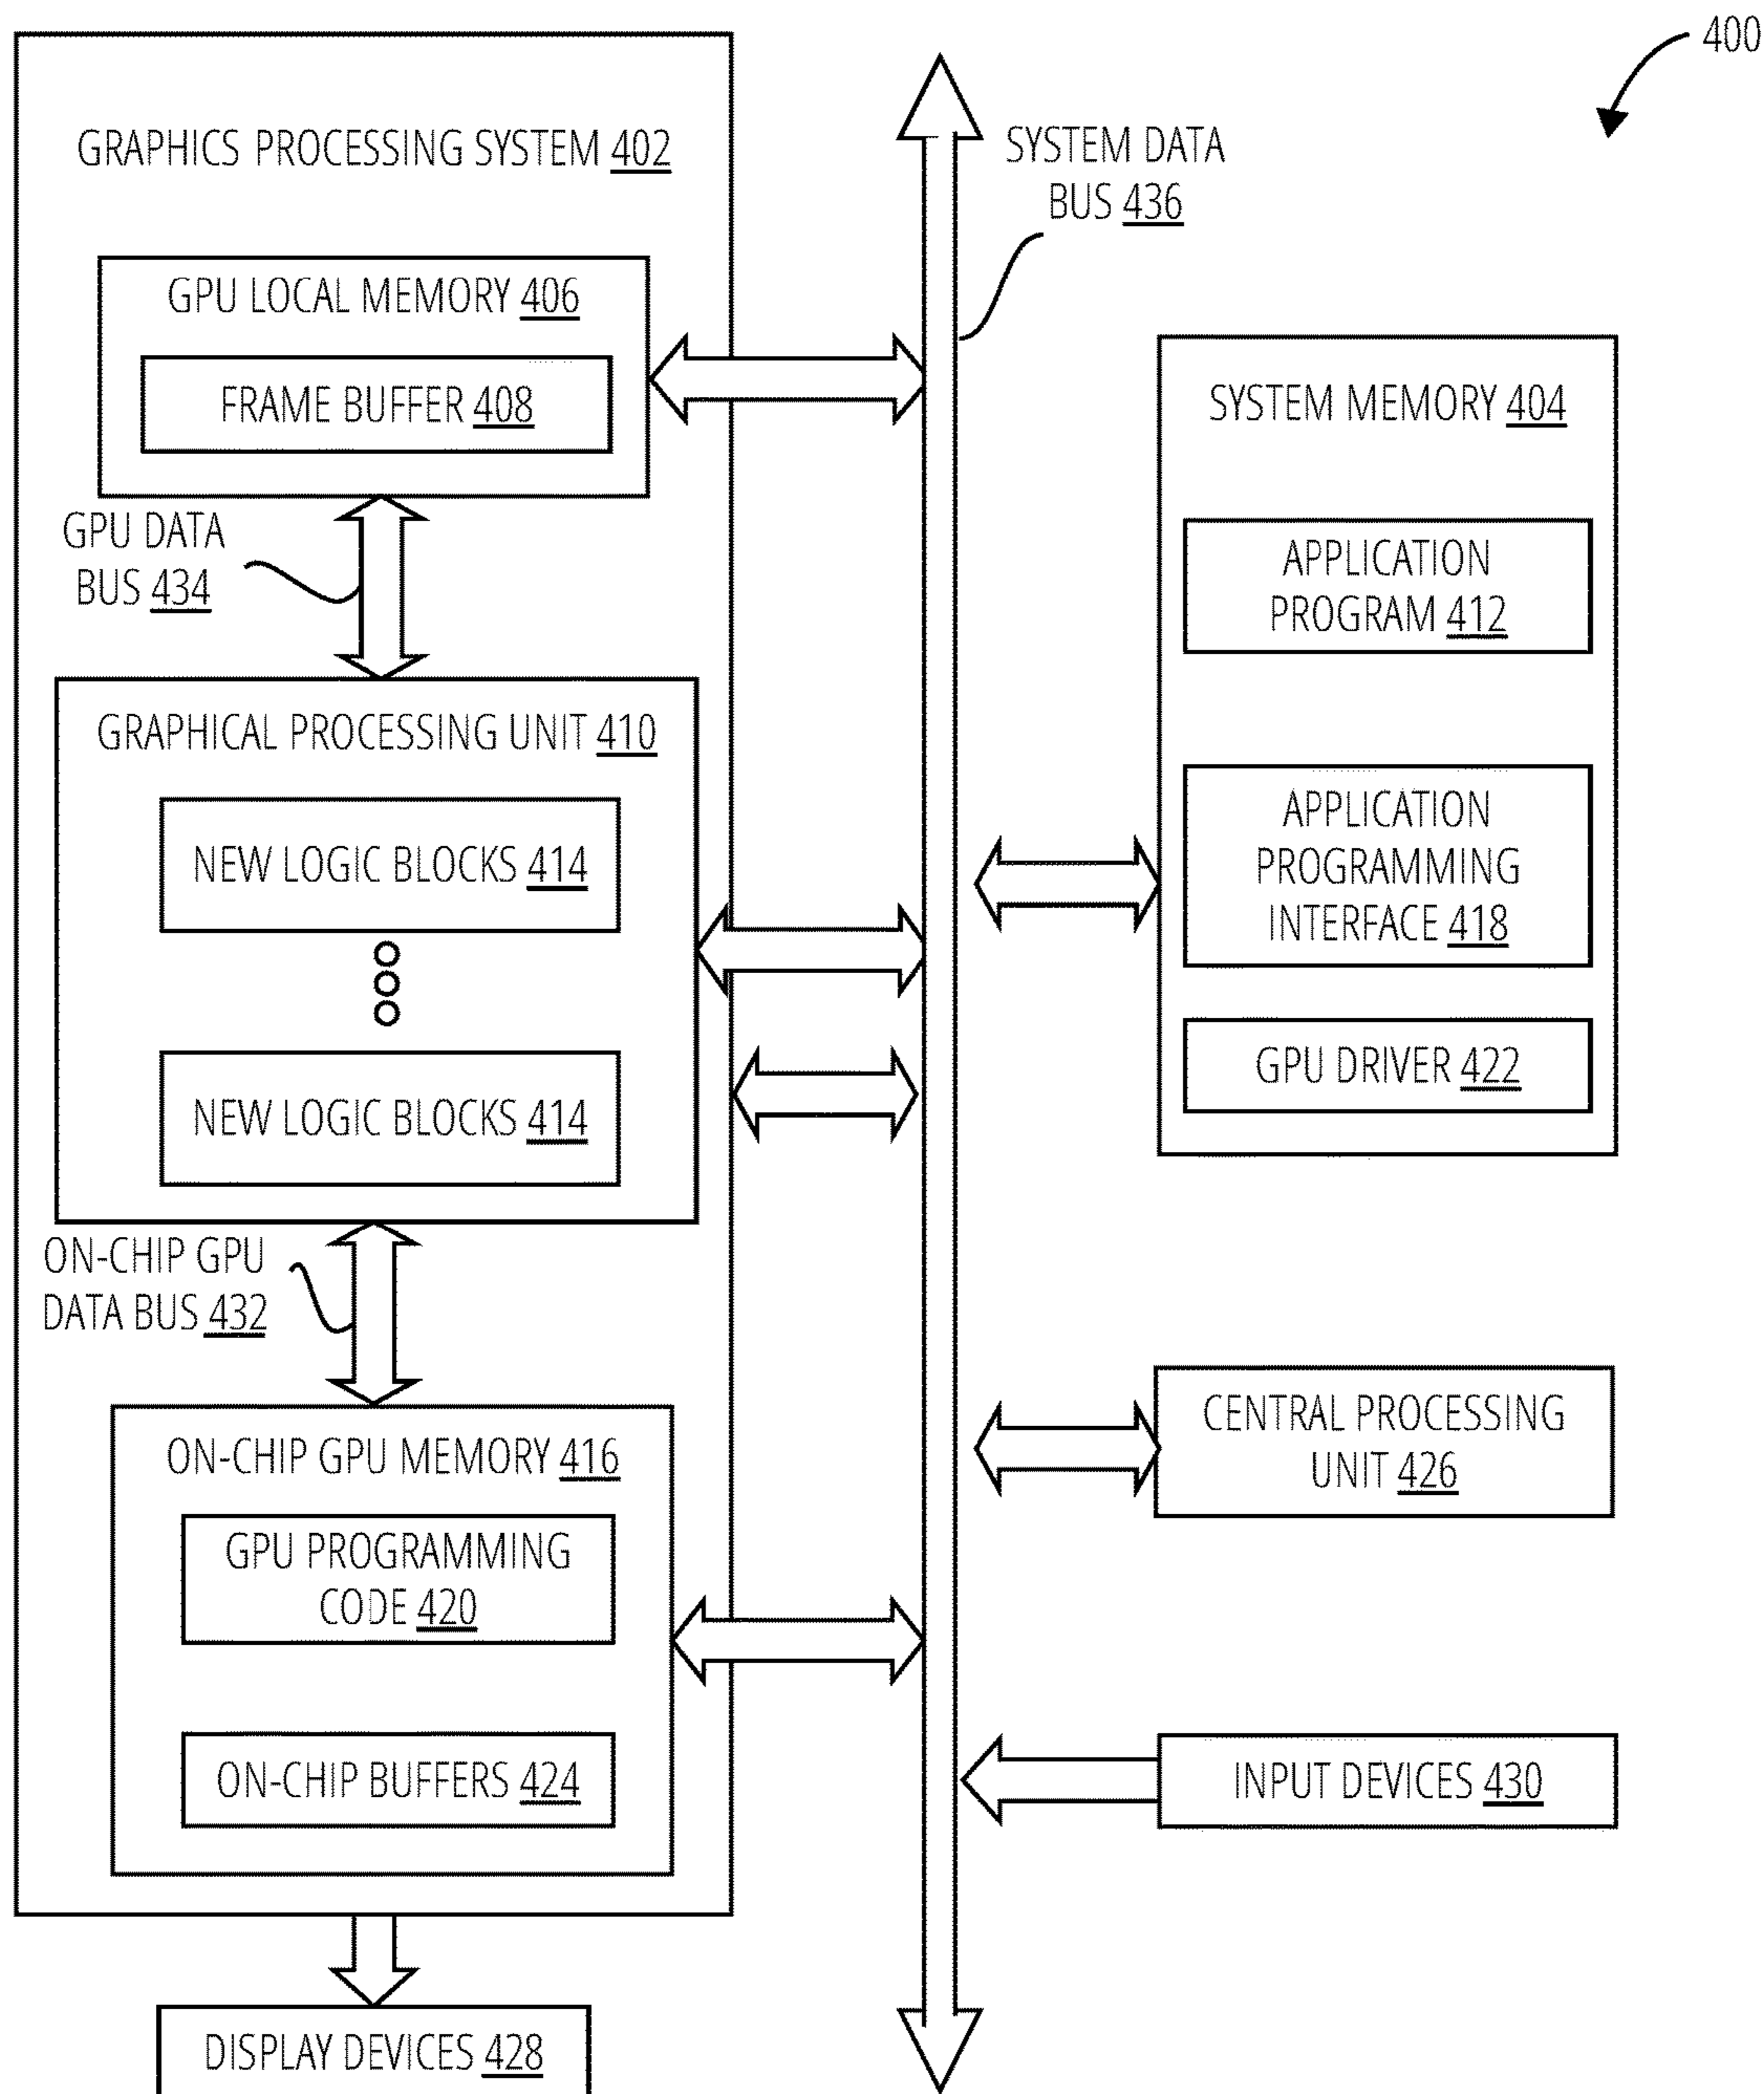 400
GRAPHICS PROCESSING SYSTEM 402
SYSTEM DATA
BUS 436
GPU LOCAL MEMORY 406
FRAME BUFFER 408
SYSTEM MEMORY 404
GPU DATA
BUS 434
APPLICATION
PROGRAM 412
GRAPHICAL PROCESSING UNIT 410
NEW LOGIC BLOCKS 414
APPLICATION
PROGRAMMING
INTERFACE 418
NEW LOGIC BLOCKS 414
GPU DRIVER 422
ON-CHIP GPU
DATA BUS 432
ON-CHIP GPU MEMORY 416
CENTRAL PROCESSING
UNIT 426
GPU PROGRAMMING
CODE 420
ON-CHIP BUFFERS 424
INPUT DEVICES 430
DISPLAY DEVICES 428